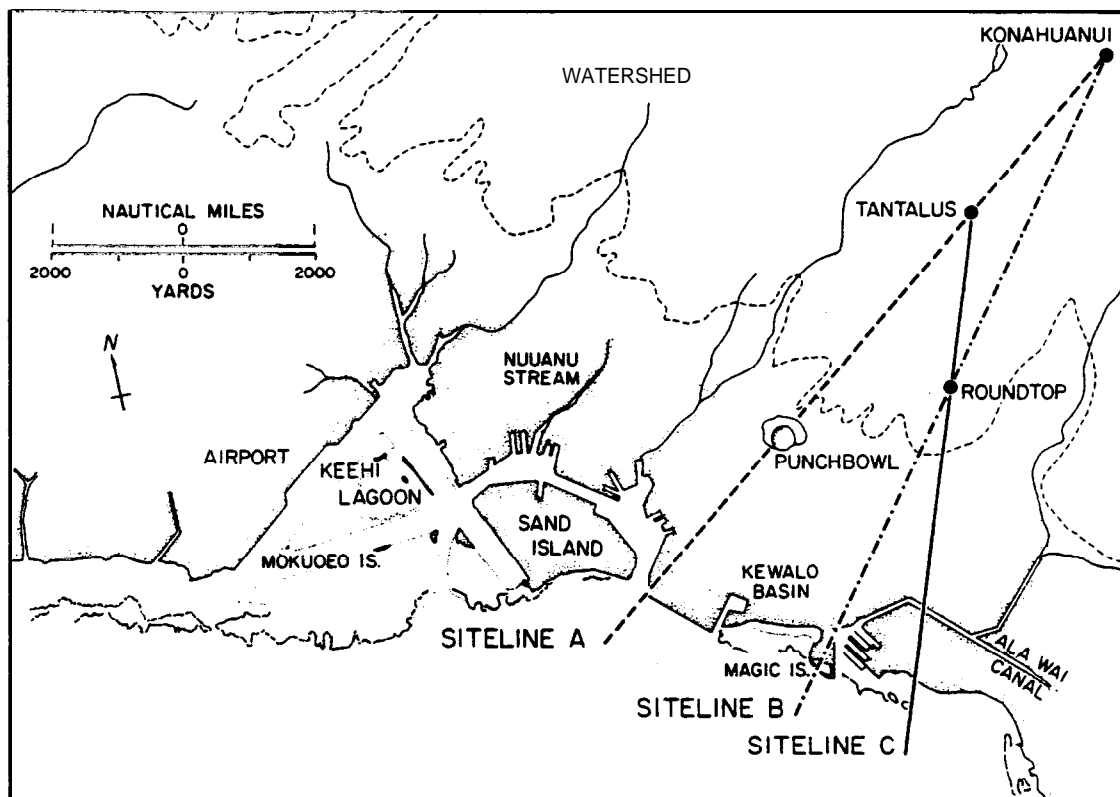 KONAHUANUI
WATERSHED
NAUTICAL MILES
0
TANTALUS
2000
0
2000
YARDS
N
NUUANU
STREAM
ROUNDTOP
AIRPORT
KEEHI
LAGOON
PUNCHBOWL
SAND
ISLAND
MOKUOEO IS.
KEWALO
BASIN
SITELINE A
MAGIC IS.
ALA WAI
CANAL
SITELINE B
SITELINE C